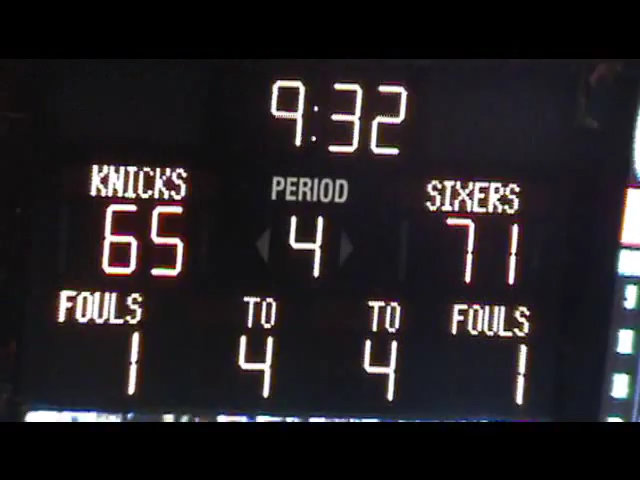 9:32
KNICKS PERIOD SIXERS
65 4 71
FOULS TO TO FOULS
1 4 4 1